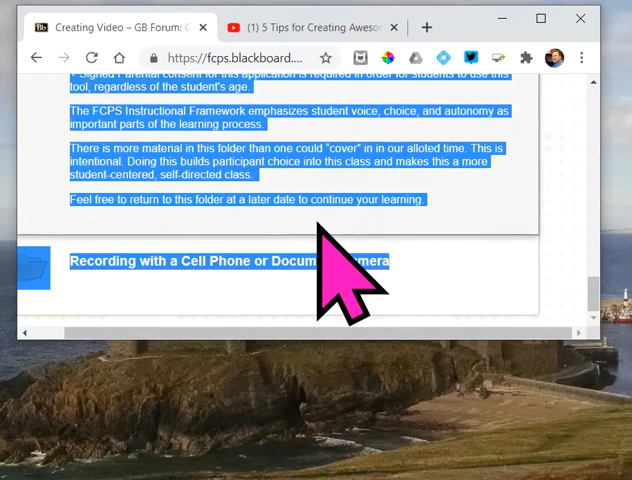 Bb Creating Video – GB Forum: C
(1) 5 Tips for Creating Awesor
https://fcps.blackboard....
* Signed Parental consent for this application is required in order for students to use this
tool, regardless of the student's age.
The FCPS Instructional Framework emphasizes student voice, choice, and autonomy as
important parts of the learning process.
There is more material in this folder than one could “cover” in in our alloted time. This is
intentional. Doing this builds participant choice into this class and makes this a more
student-centered, self-directed class.
Feel free to return to this folder at a later date to continue your learning.
Recording with a Cell Phone or Docum mera